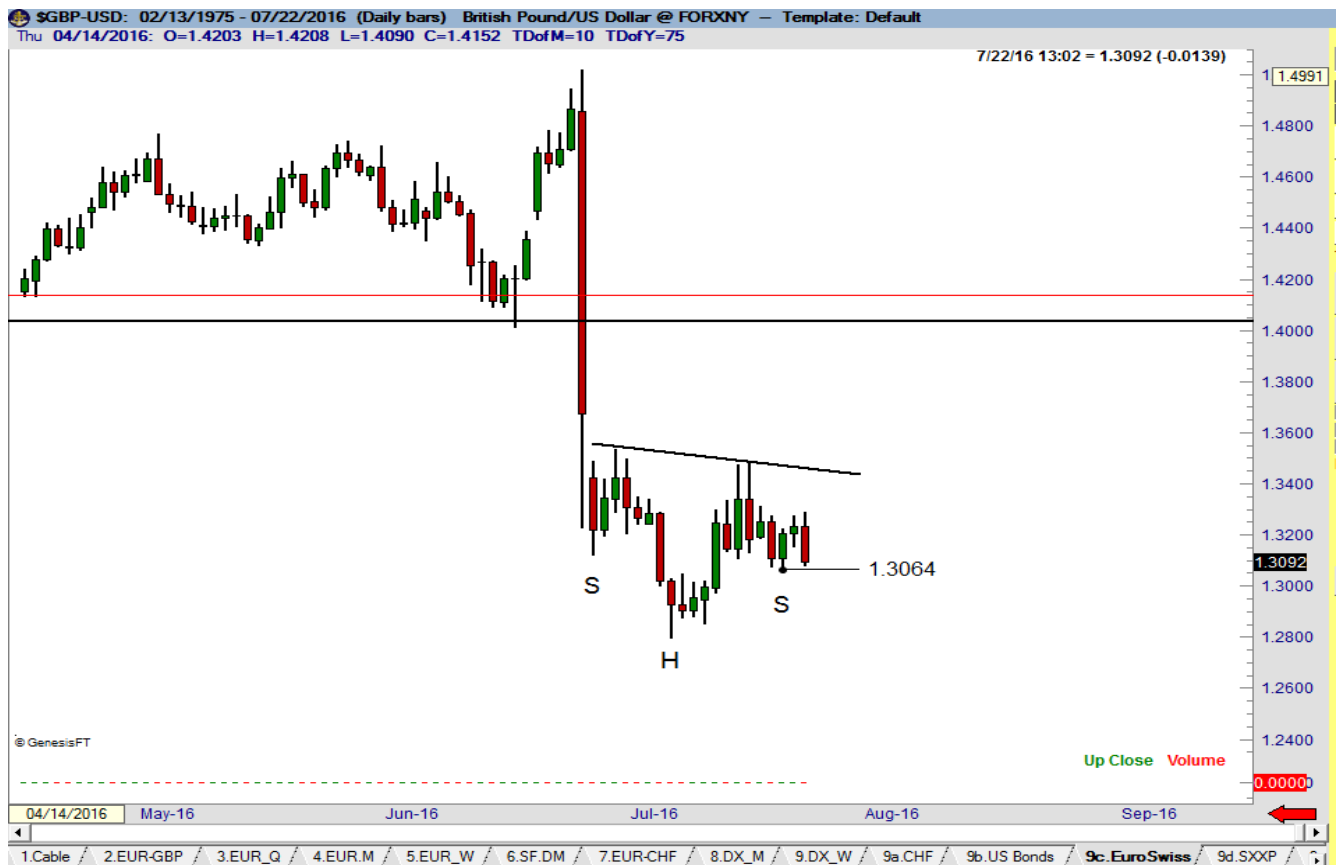 $GBP-USD: 02/13/1975 - 07/22/2016 (Daily bars) British Pound/US Dollar @ FORXNY — Template: Default
Thu 04/14/2016: O=1.4203 H=1.4208 L=1.4090 C=1.4152 TDofM=10 TDofY=75
7/22/16 13:02 = 1.3092 (-0.0139)
1.4991
1.4800
1.4600
1.4400
1.4200
1.4000
1.3800
1.3600
1.3400
1.3200
1.3092
1.3064
1.3000
S
S
1.2800
H
1.2600
1.2400
© GenesisFT
Up Close Volume
0.0000
04/14/2016 May-16 Jun-16 Jul-16 Aug-16 Sep-16
1.Cable 2.EUR-GBP 3.EUR_Q 4.EUR.M 5.EUR_W 6.SF.DM 7.EUR-CHF 8.DX_M 9.DX_W 9a.CHF 9b.US Bonds 9c.EuroSwiss 9d.SXXP